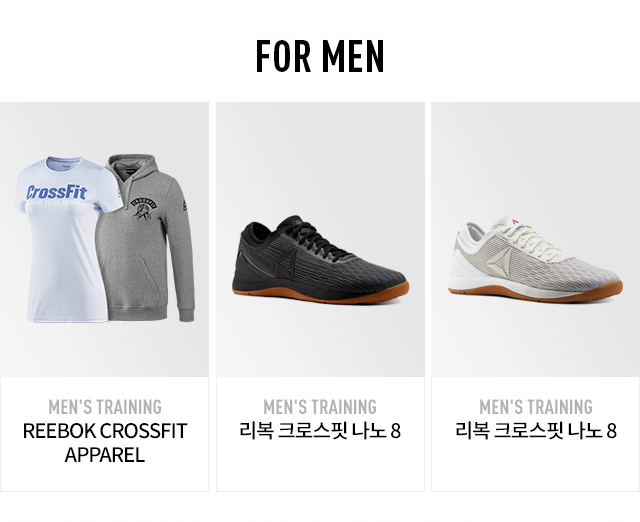 FOR MEN
CrossFit
CROSSFIT
MEN'S TRAINING
REEBOK CROSSFIT
APPAREL
MEN'S TRAINING
리복 크로스핏 나노 8
MEN'S TRAINING
리복 크로스핏 나노 8